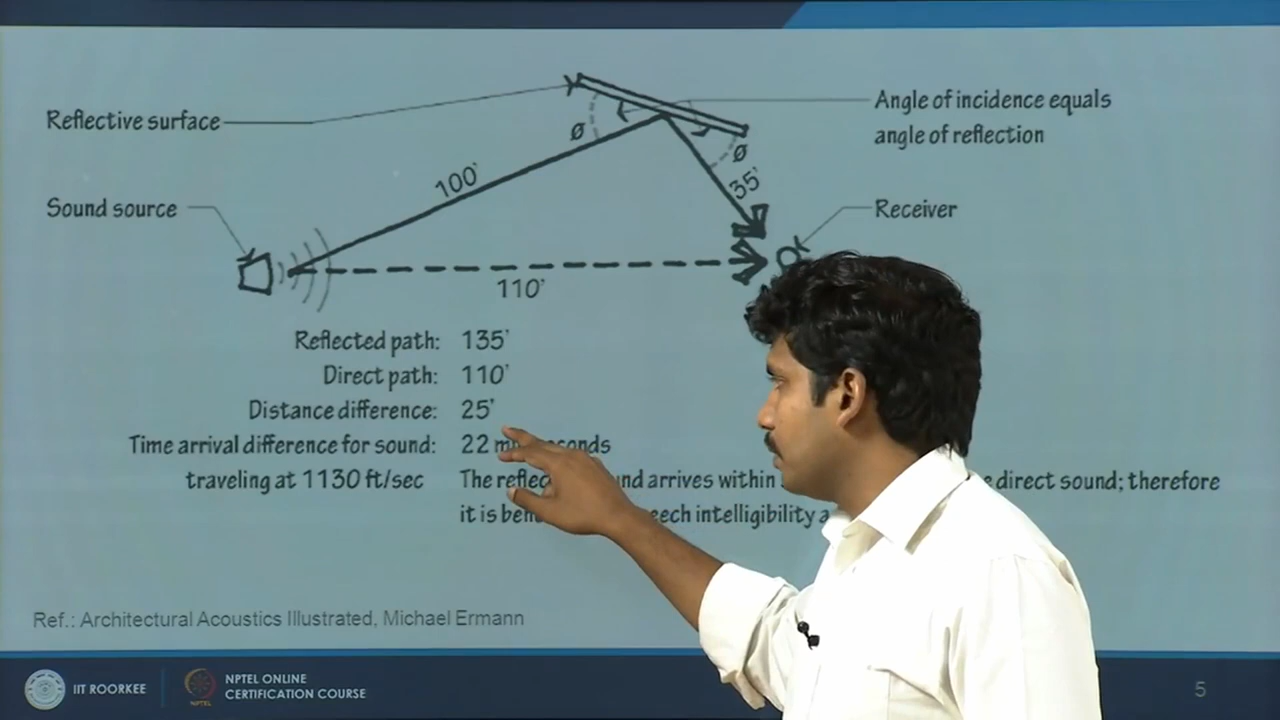 Reflective surface
Angle of incidence equals
angle of reflection
ø
ø
100'
35'
Sound source
Receiver
110'
Reflected path: 135'
Direct path: 110'
Distance difference: 25'
Time arrival difference for sound: 22
traveling at 1130 ft/sec
The arrives within direct sound; therefore
it is intelligibility
Ref.: Architectural Acoustics Illustrated, Michael Ermann
IIT ROORKEE
NPTEL
NPTEL ONLINE
CERTIFICATION COURSE
5